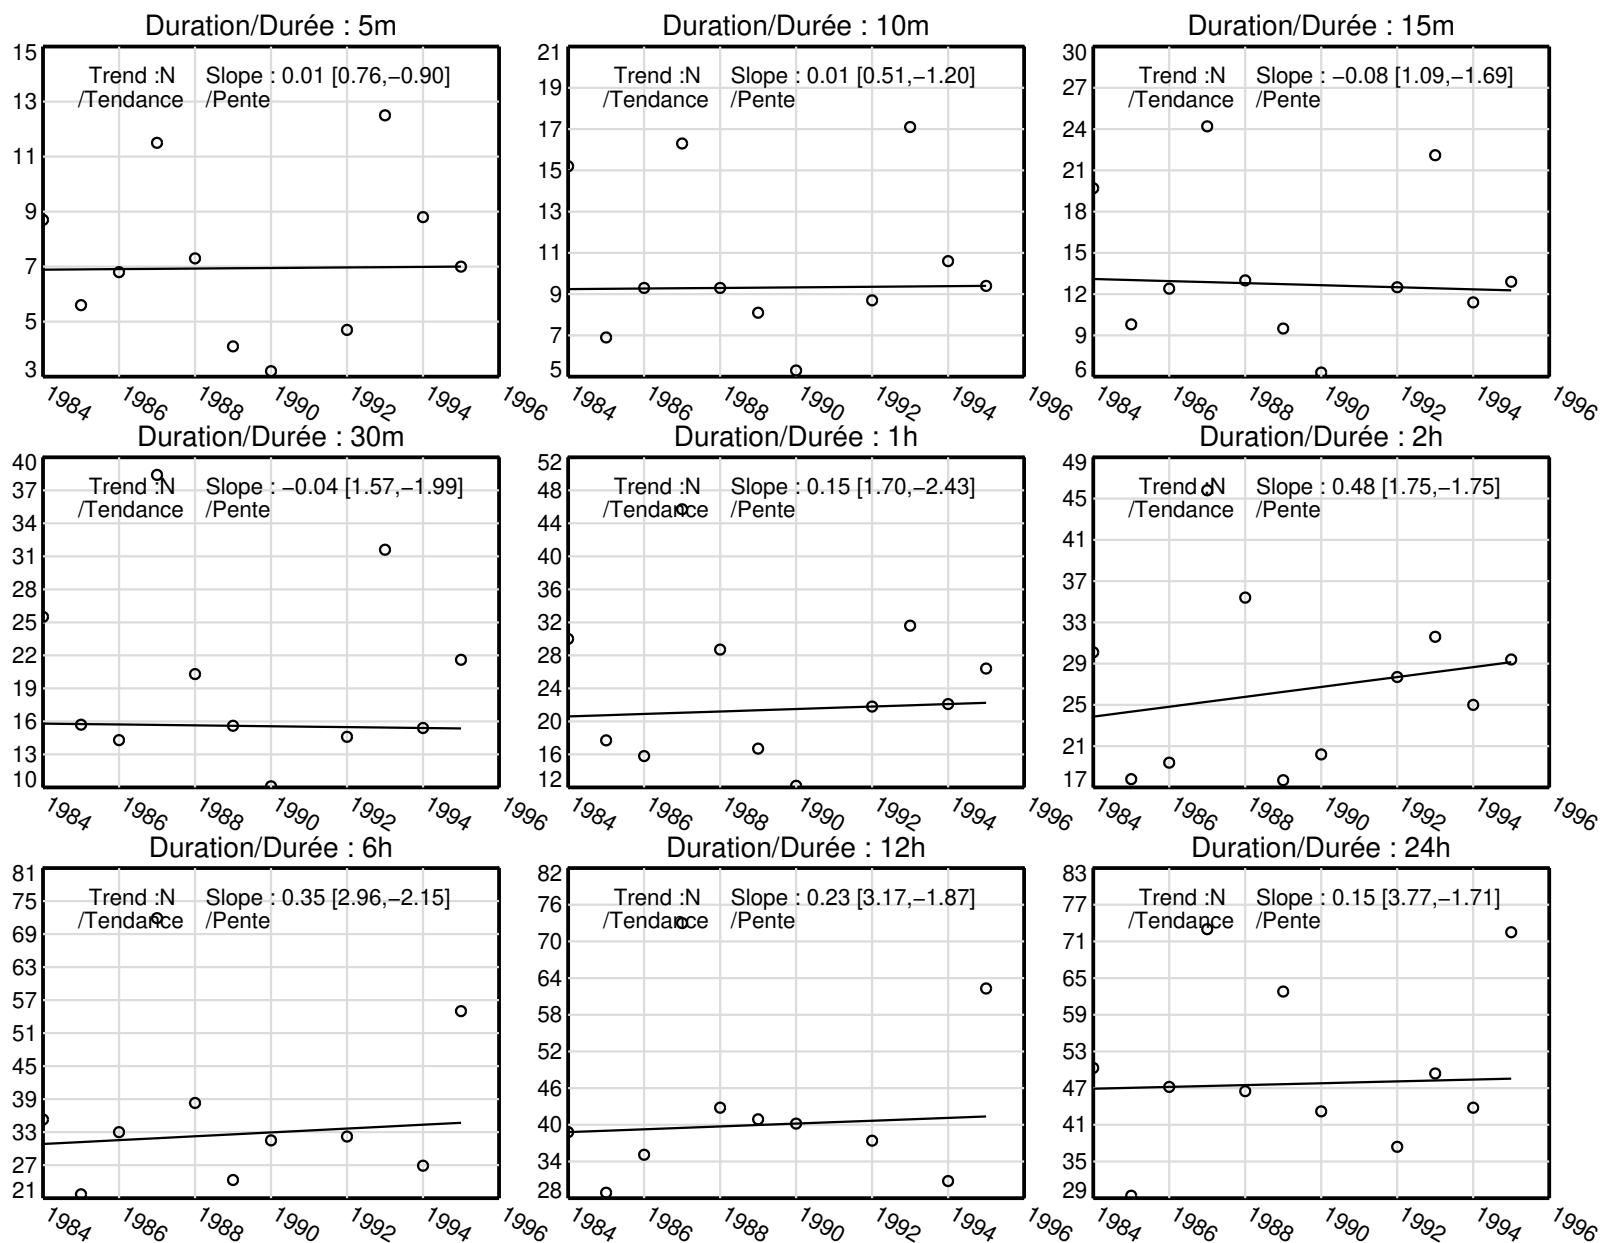 Duration/Durée : 5m
15
13
11
9
7
5
3
Trend :N Slope : 0.01 [0.76,−0.90]
/Tendance /Pente
1984 1986 1988 1990 1992 1994 1996
Duration/Durée : 10m
21
19
17
15
13
11
9
7
5
Trend :N Slope : 0.01 [0.51,−1.20]
/Tendance /Pente
1984 1986 1988 1990 1992 1994 1996
Duration/Durée : 15m
30
27
24
21
18
15
12
9
6
Trend :N Slope : −0.08 [1.09,−1.69]
/Tendance /Pente
1984 1986 1988 1990 1992 1994 1996
Duration/Durée : 30m
40
37
34
31
28
25
22
19
16
13
10
Trend :N Slope : −0.04 [1.57,−1.99]
/Tendance /Pente
1984 1986 1988 1990 1992 1994 1996
Duration/Durée : 1h
52
48
44
40
36
32
28
24
20
16
12
Trend :N Slope : 0.15 [1.70,−2.43]
/Tendance /Pente
1984 1986 1988 1990 1992 1994 1996
Duration/Durée : 2h
49
45
41
37
33
29
25
21
17
Trend :N Slope : 0.48 [1.75,−1.75]
/Tendance /Pente
1984 1986 1988 1990 1992 1994 1996
Duration/Durée : 6h
81
75
69
63
57
51
45
39
33
27
21
Trend :N Slope : 0.35 [2.96,−2.15]
/Tendance /Pente
1984 1986 1988 1990 1992 1994 1996
Duration/Durée : 12h
82
76
70
64
58
52
46
40
34
28
Trend :N Slope : 0.23 [3.17,−1.87]
/Tendance /Pente
1984 1986 1988 1990 1992 1994 1996
Duration/Durée : 24h
83
77
71
65
59
53
47
41
35
29
Trend :N Slope : 0.15 [3.77,−1.71]
/Tendance /Pente
1984 1986 1988 1990 1992 1994 1996